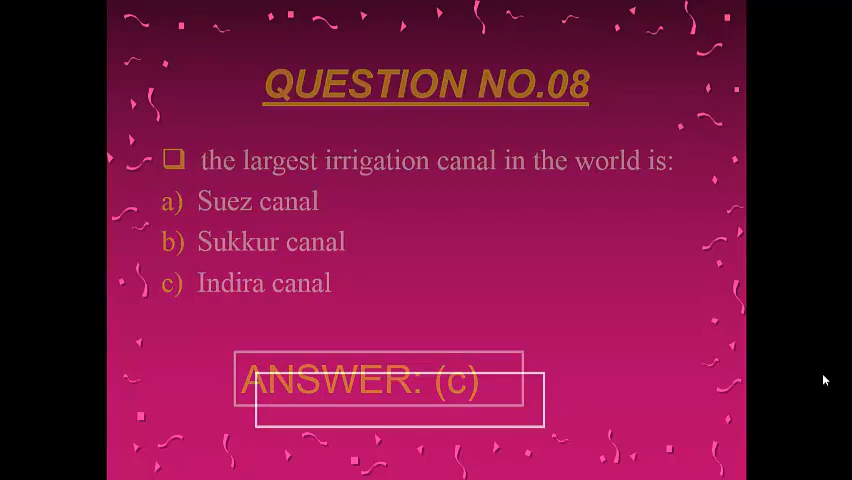 QUESTION NO.08
the largest irrigation canal in the world is:
a) Suez canal
b) Sukkur canal
c) Indira canal
ANSWER: (c)